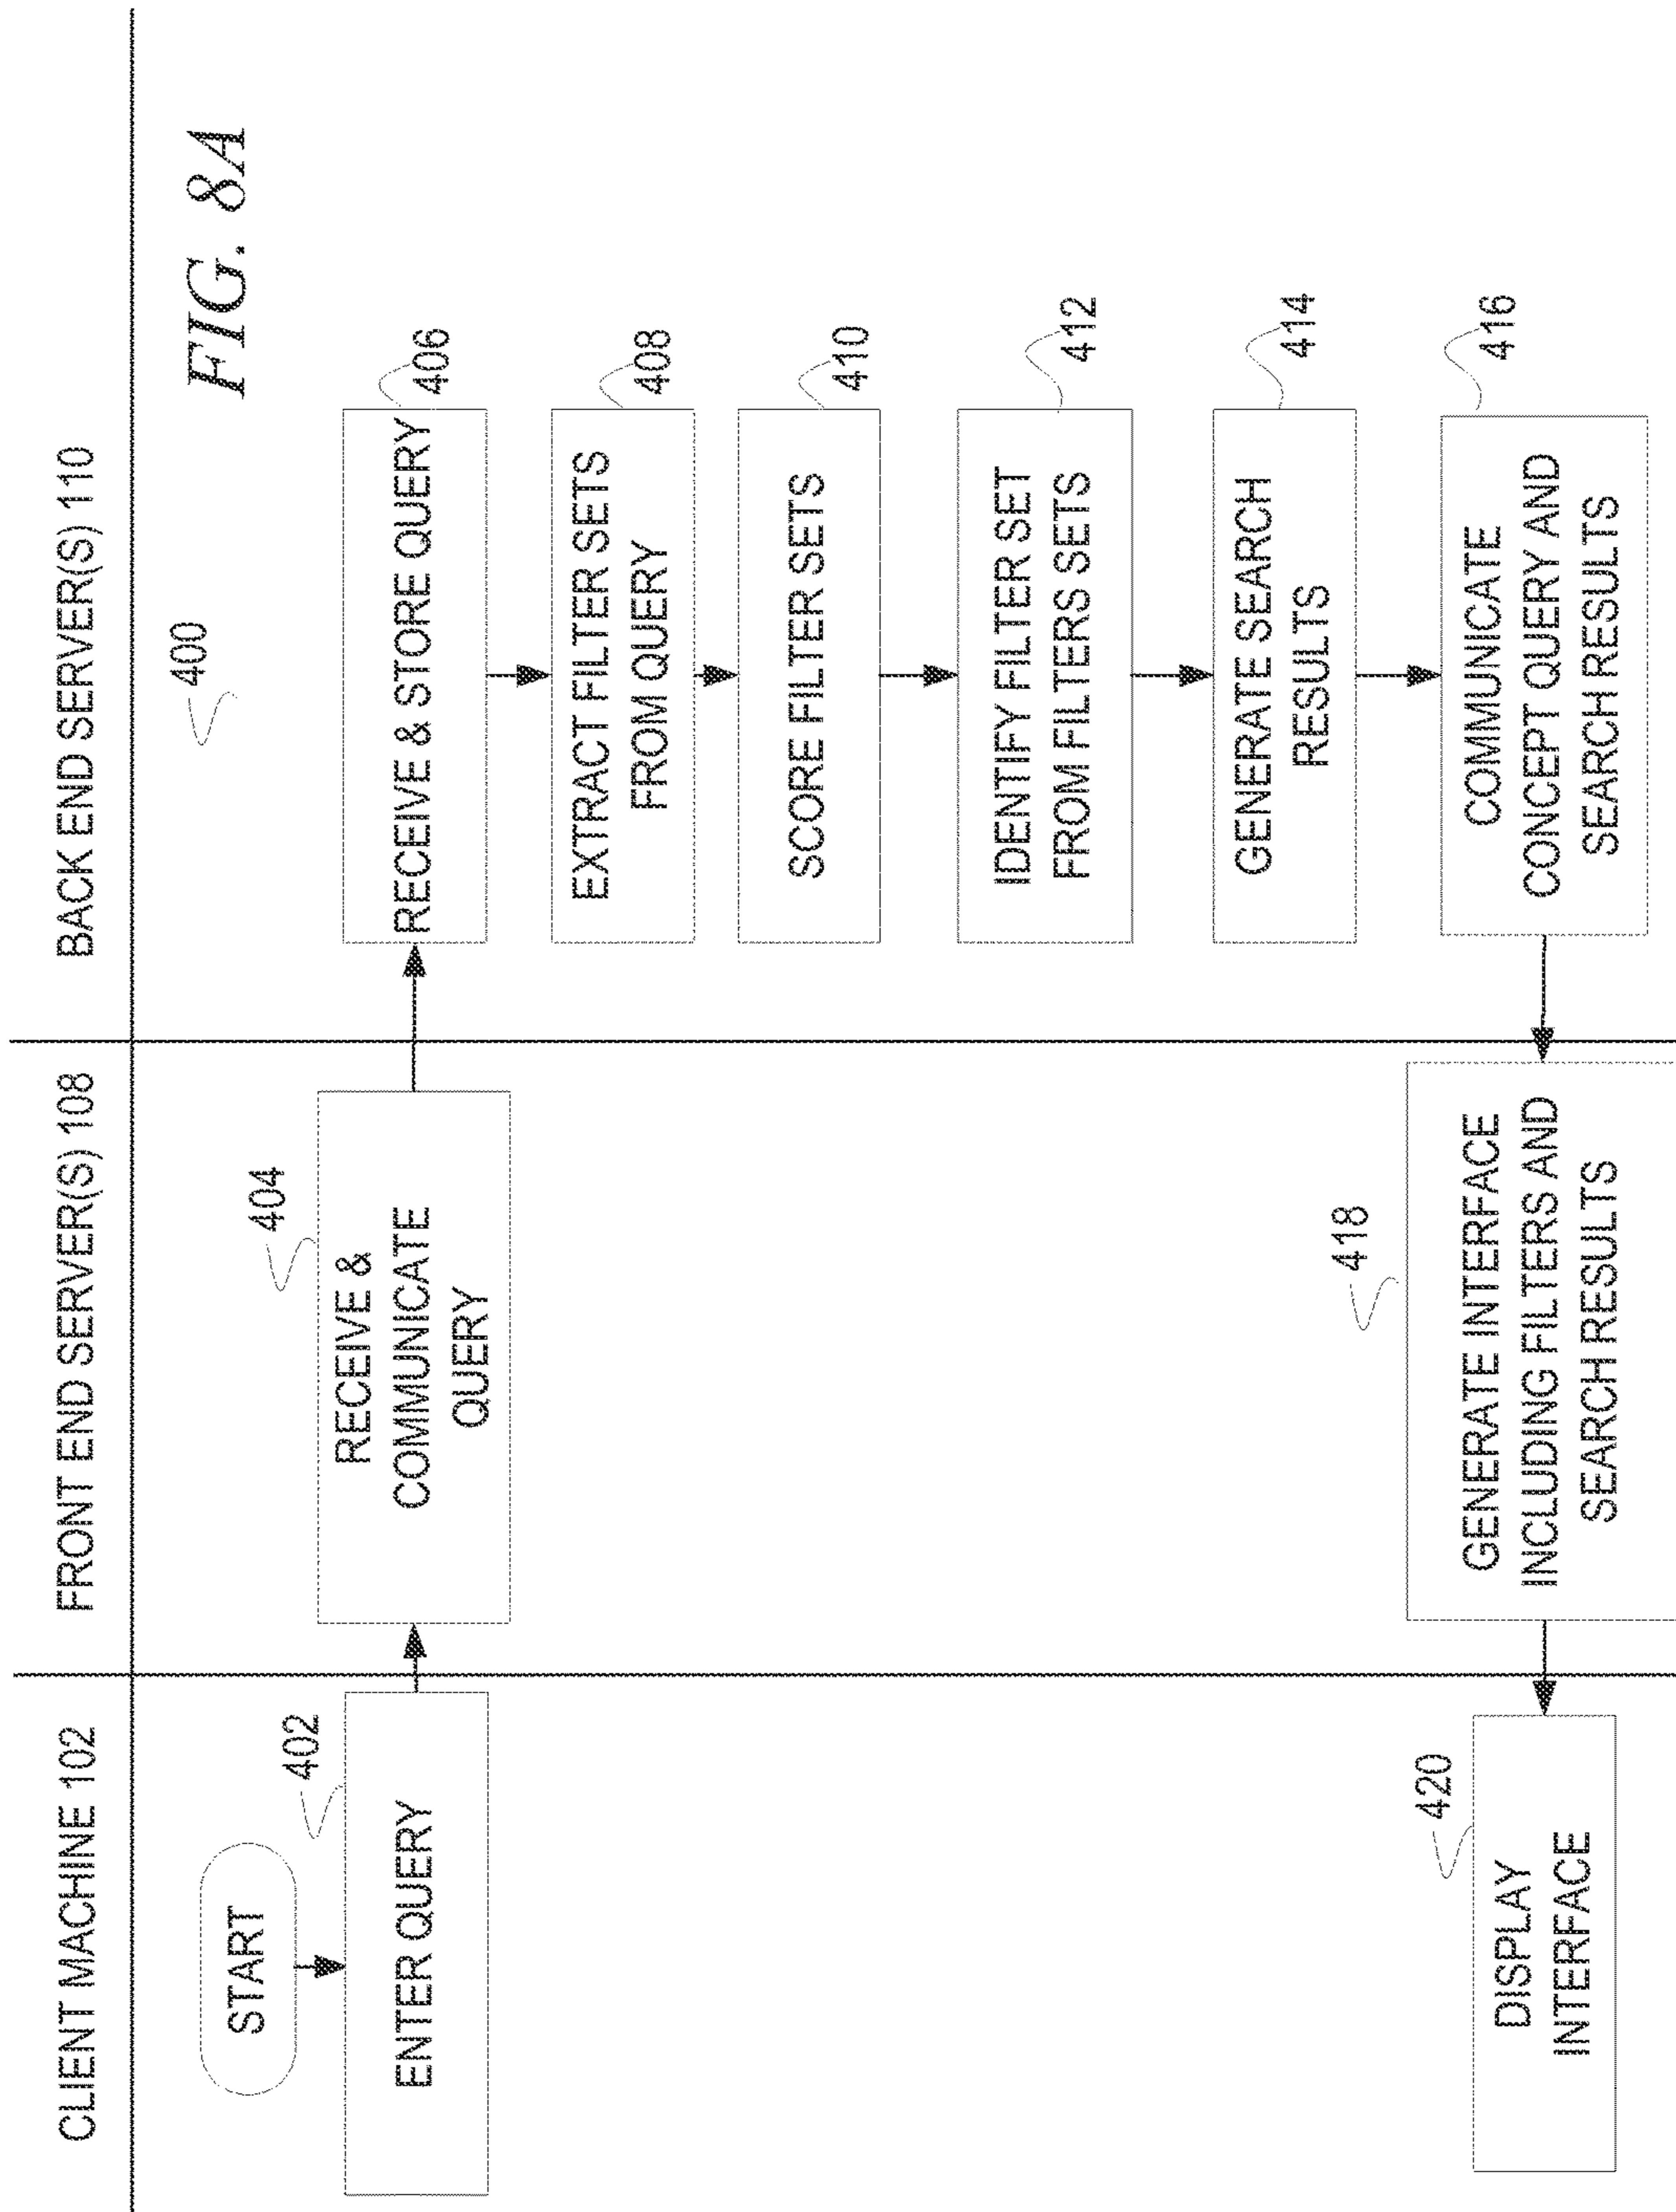 CLIENT MACHINE 102
FRONT END SERVER(S) 108
BACK END SERVER(S) 110
400
FIG. 8A
START
402
ENTER QUERY
404
RECEIVE &
COMMUNICATE
QUERY
RECEIVE & STORE QUERY
406
EXTRACT FILTER SETS
FROM QUERY
408
SCORE FILTER SETS
410
IDENTIFY FILTER SET
FROM FILTERS SETS
412
GENERATE SEARCH
RESULTS
414
COMMUNICATE
CONCEPT QUERY AND
SEARCH RESULTS
416
418
GENERATE INTERFACE
INCLUDING FILTERS AND
SEARCH RESULTS
420
DISPLAY
INTERFACE